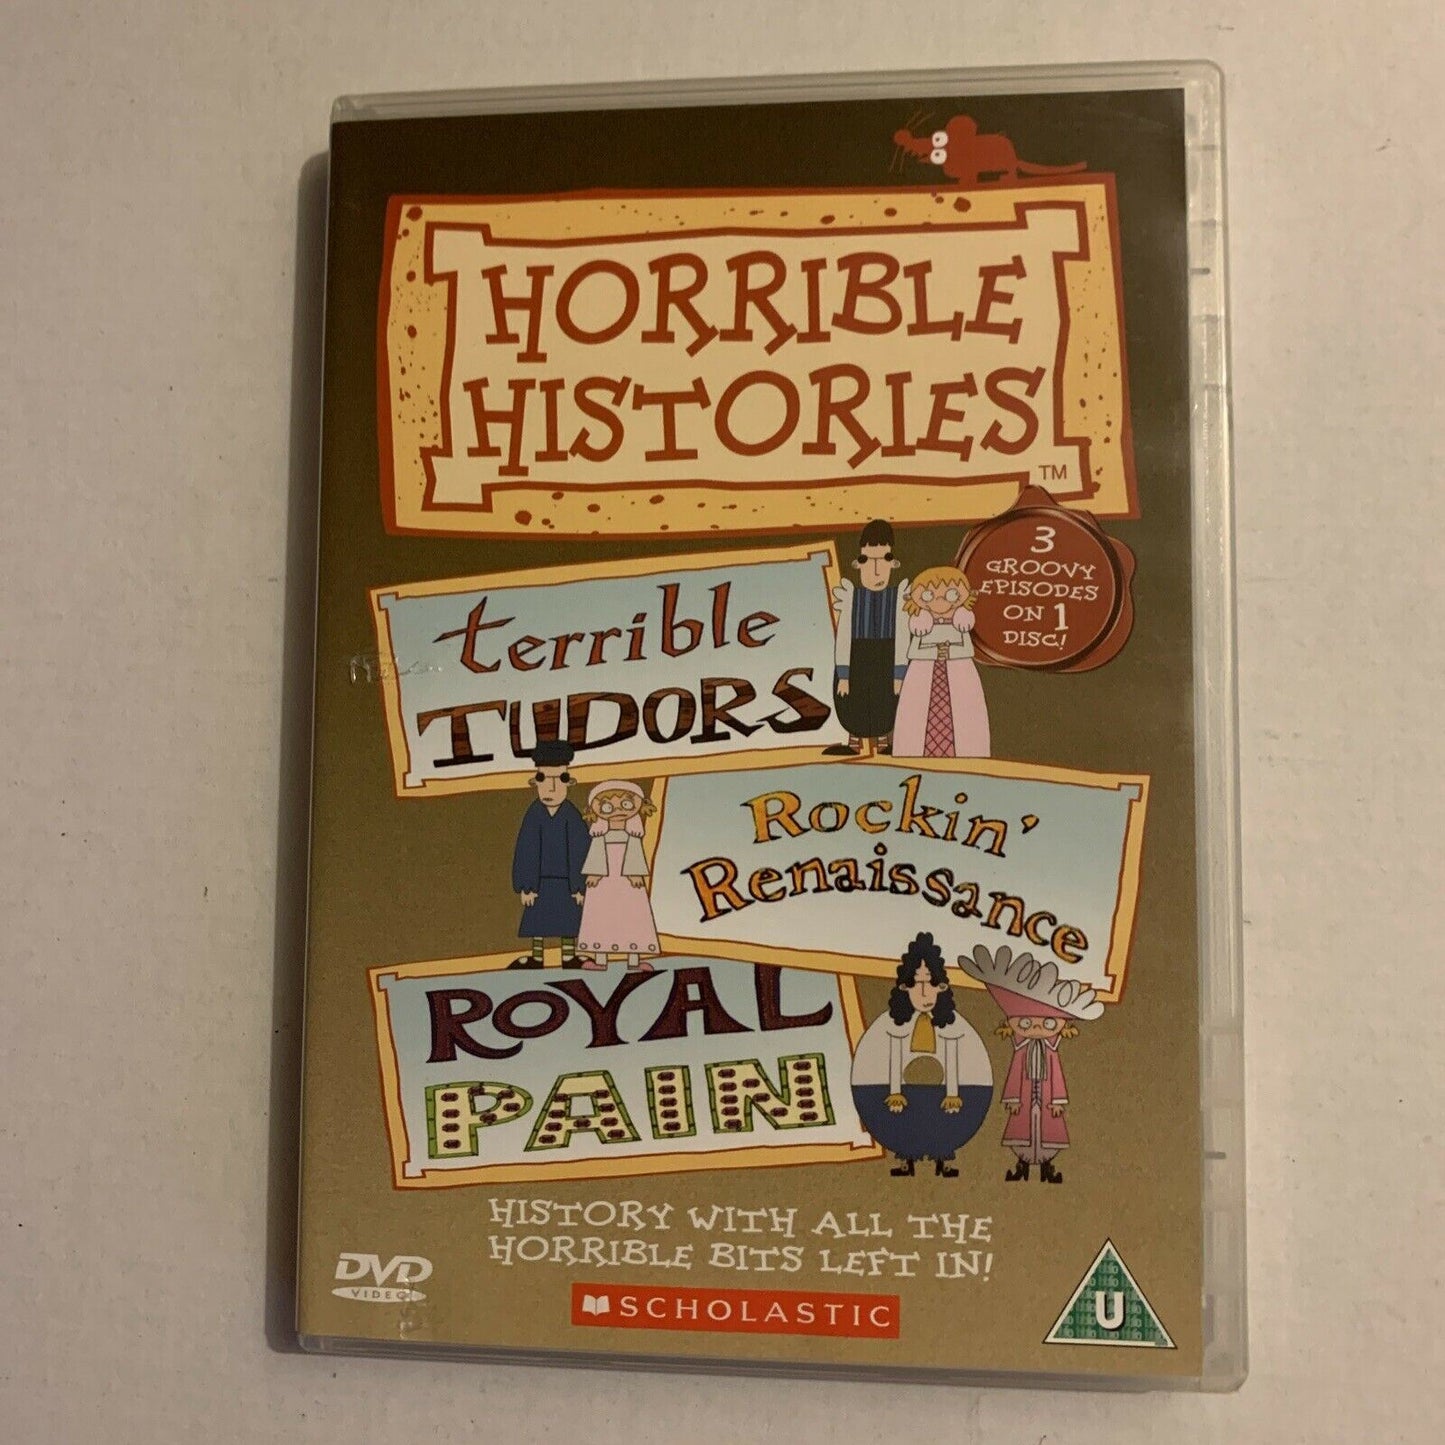 HORRIBLE
HISTORIES
TM
3
GROOVY
EPISODES
ON 1
DISC!
terrible
TUDORS
Rockin'
Renaissance
ROYAL
PAIN
HISTORY WITH ALL THE
HORRIBLE BITS LEFT IN!
DVD
VIDEO
SCHOLASTIC
U